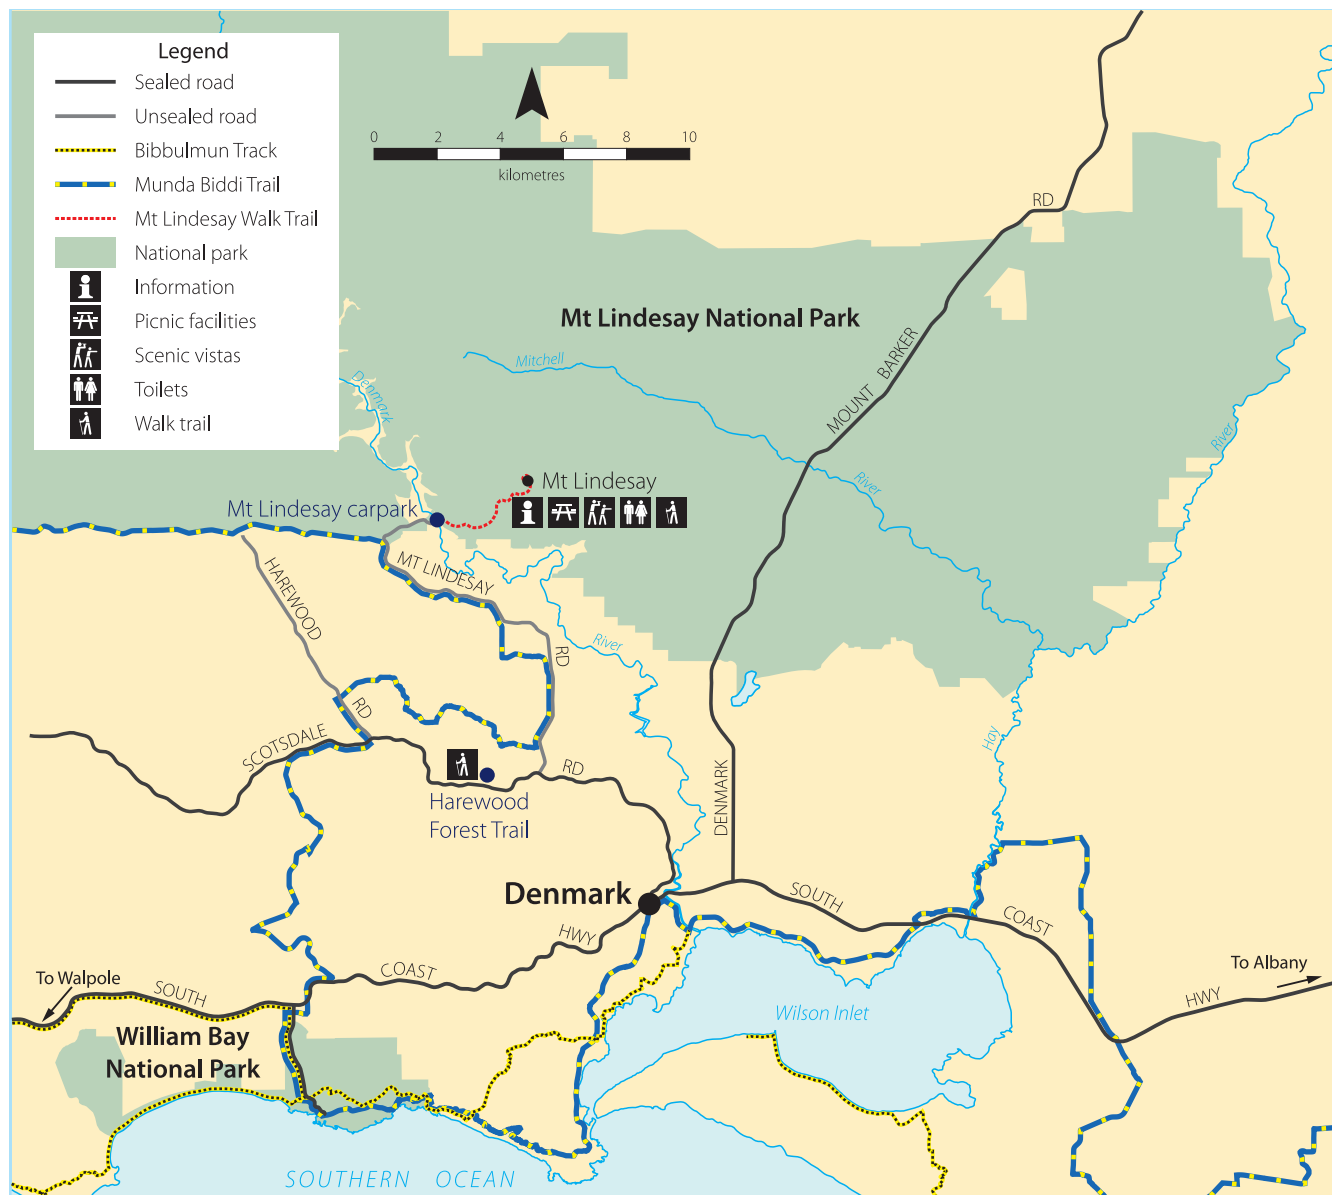 Legend
Sealed road
Unsealed road
Bibbulmun Track
Munda Biddi Trail
Mt Lindesay Walk Trail
National park
Information
Picnic facilities
Scenic vistas
Toilets
Walk trail
0 2 4 6 8 10
kilometres
RD
Mt Lindesay National Park
MOUNT BARKER
Mitchell
River
Denmark
River
Mt Lindesay
Mt Lindesay carpark
HAREWOOD
RD
MT LINDESAY
RD
River
Hay
SCOTSDALE
RD
DENMARK
Harewood
Forest Trail
Denmark
SOUTH
COAST
HWY
HWY
COAST
SOUTH
To Walpole
To Albany
William Bay
National Park
Wilson Inlet
SOUTHERN OCEAN